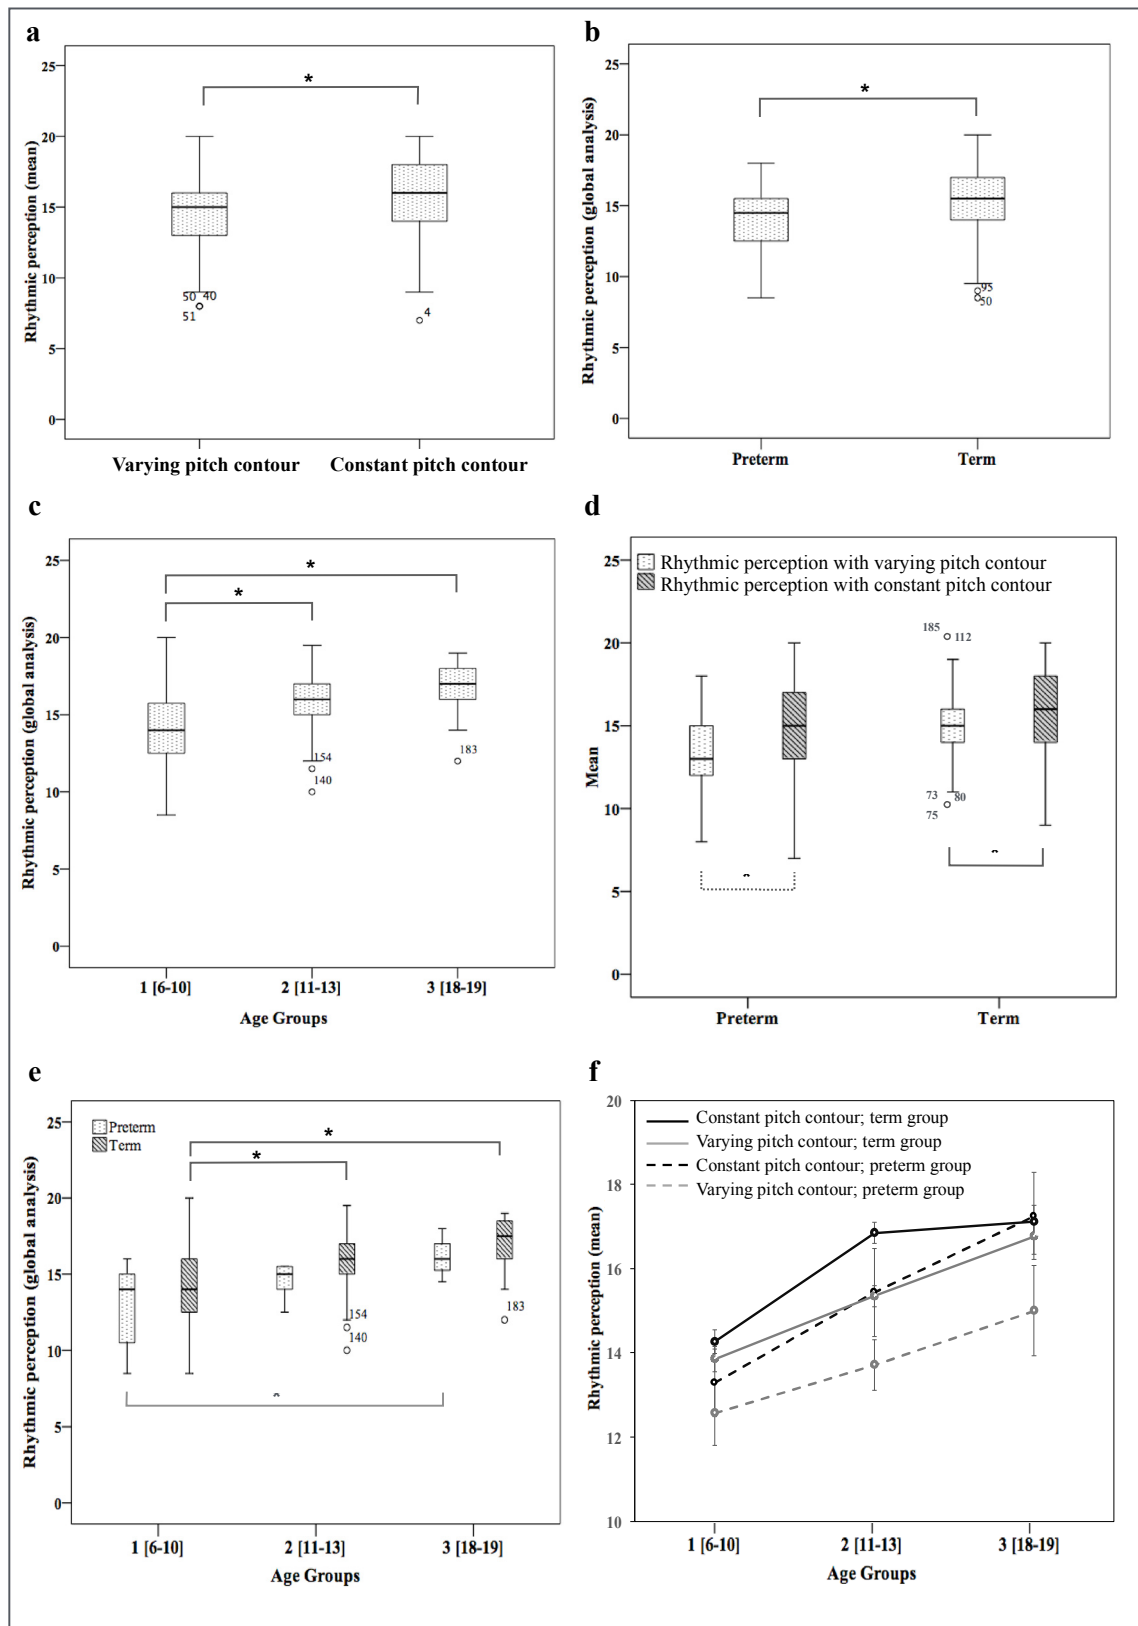 a
25
20
15
10
5
0
Rhythmic perception (mean)
*
50 40
51
4
Varying pitch contour Constant pitch contour
b
25
20
15
10
5
0
Rhythmic perception (global analysis)
*
95
50
Preterm Term
c
25
20
15
10
5
0
Rhythmic perception (global analysis)
*
*
154
140
183
1 [6-10] 2 [11-13] 3 [18-19]
Age Groups
d
25
20
15
10
5
0
Mean
Rhythmic perception with varying pitch contour
Rhythmic perception with constant pitch contour
185 112
73 80
75
Preterm Term
e
25
20
15
10
5
0
Rhythmic perception (global analysis)
Preterm
Term
*
*
154
140
183
1 [6-10] 2 [11-13] 3 [18-19]
Age Groups
f
20
18
16
14
12
10
Rhythmic perception (mean)
Constant pitch contour; term group
Varying pitch contour; term group
Constant pitch contour; preterm group
Varying pitch contour; preterm group
1 [6-10] 2 [11-13] 3 [18-19]
Age Groups